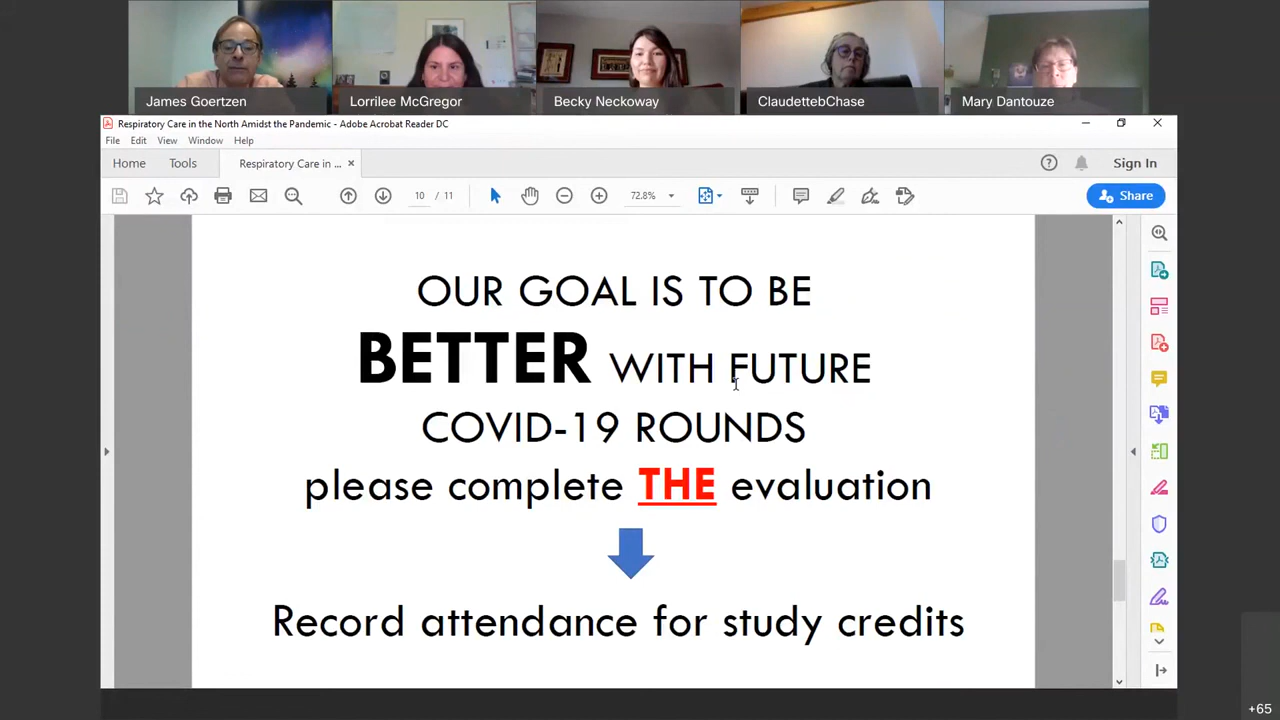 James Goertzen
Lorrilee McGregor
Becky Neckoway
ClaudettebChase
Mary Dantouze
Respiratory Care in the North Amidst the Pandemic - Adobe Acrobat Reader DC
File Edit View Window Help
Home Tools Respiratory Care in ... × Sign In
10 / 11 72.8% Share
OUR GOAL IS TO BE
BETTER WITH FUTURE
COVID-19 ROUNDS
please complete THE evaluation
Record attendance for study credits
+65